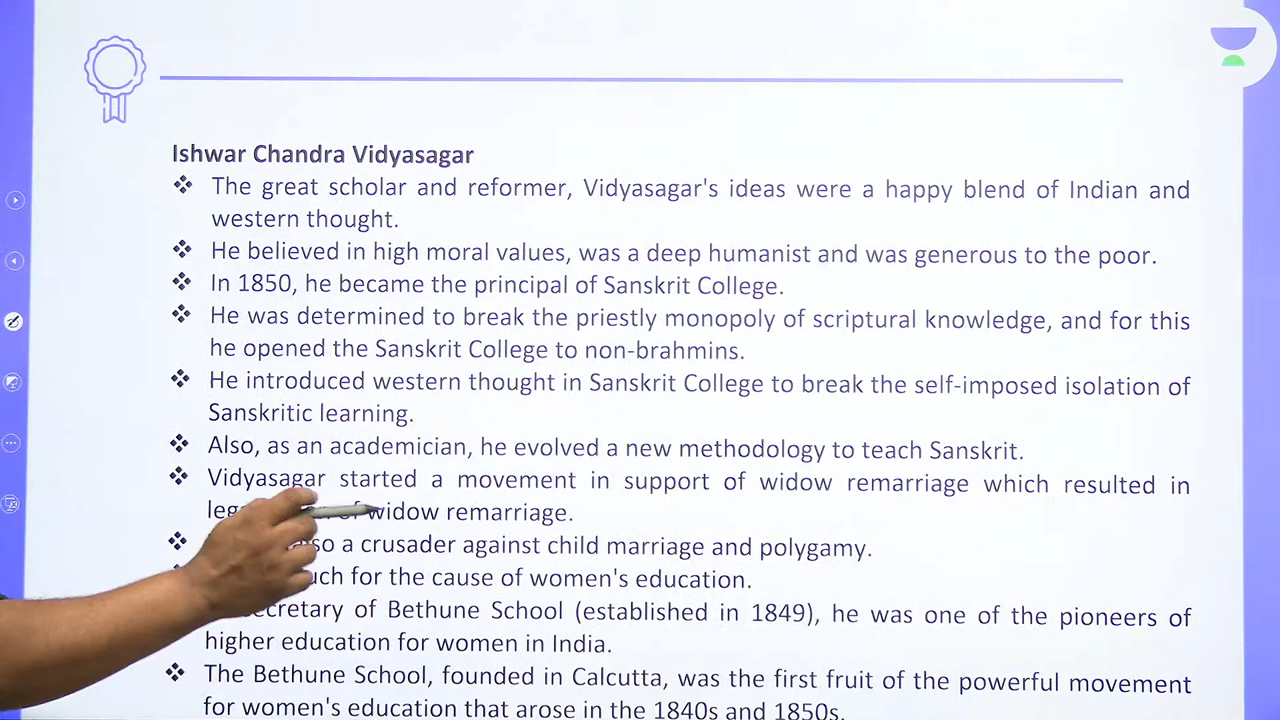 Ishwar Chandra Vidyasagar
❖ The great scholar and reformer, Vidyasagar's ideas were a happy blend of Indian and
western thought.
❖ He believed in high moral values, was a deep humanist and was generous to the poor.
❖ In 1850, he became the principal of Sanskrit College.
❖ He was determined to break the priestly monopoly of scriptural knowledge, and for this
he opened the Sanskrit College to non-brahmins.
❖ He introduced western thought in Sanskrit College to break the self-imposed isolation of
Sanskritic learning.
❖ Also, as an academician, he evolved a new methodology to teach Sanskrit.
❖ Vidyasagar started a movement in support of widow remarriage which resulted in
of widow remarriage.
❖ also a crusader against child marriage and polygamy.
for the cause of women's education.
secretary of Bethune School (established in 1849), he was one of the pioneers of
higher education for women in India.
❖ The Bethune School, founded in Calcutta, was the first fruit of the powerful movement
for women's education that arose in the 1840s and 1850s.